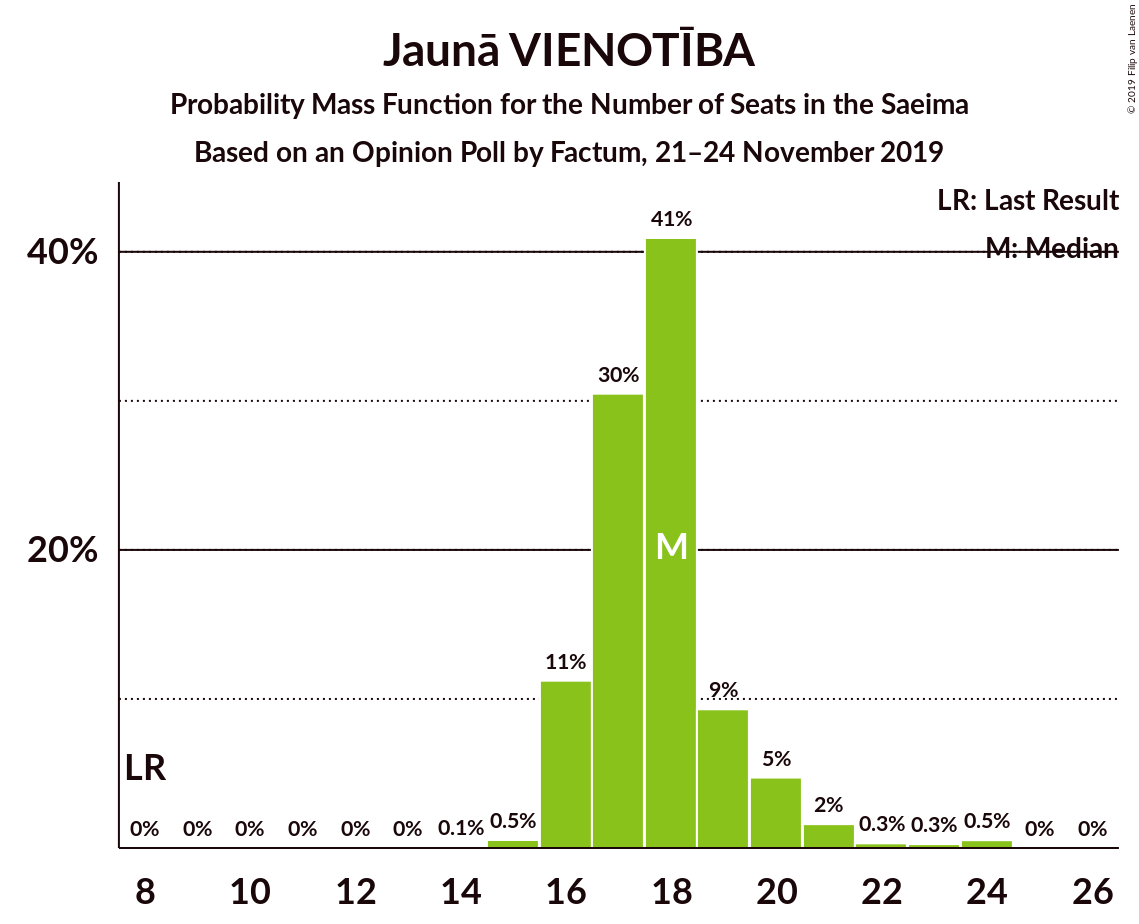 Jaunā VIENOTĪBA
Probability Mass Function for the Number of Seats in the Saeima
Based on an Opinion Poll by Factum, 21–24 November 2019
© 2019 Filip van Laenen
LR: Last Result
M: Median
40%
20%
41%
30%
M
11%
9%
5%
2%
LR
0% 0% 0% 0% 0% 0% 0.1% 0.5% 0.3% 0.3% 0.5% 0% 0%
8 10 12 14 16 18 20 22 24 26